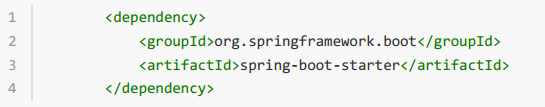 1 <dependency>
2 <groupId>org.springframework.boot</groupId>
3 <artifactId>spring-boot-starter</artifactId>
4 </dependency>